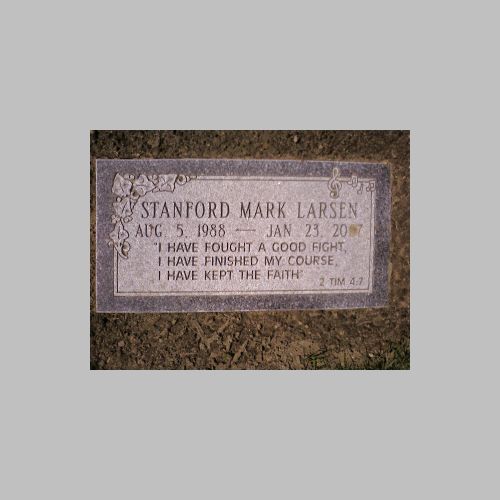 STANFORD MARK LARSEN
AUG 5, 1988 — JAN 23, 2007
"I HAVE FOUGHT A GOOD FIGHT,
I HAVE FINISHED MY COURSE,
I HAVE KEPT THE FAITH"
2 TIM 4:7